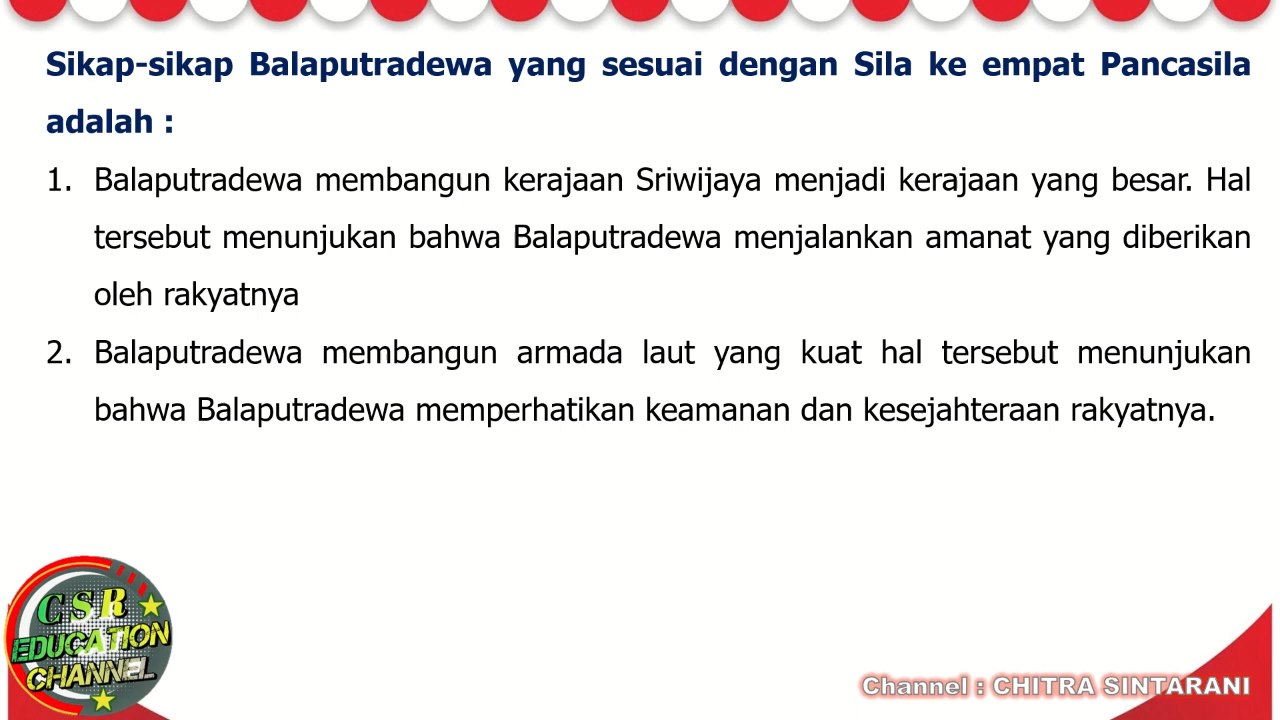 Sikap-sikap Balaputradewa yang sesuai dengan Sila ke empat Pancasila
adalah :
1. Balaputradewa membangun kerajaan Sriwijaya menjadi kerajaan yang besar. Hal
tersebut menunjukan bahwa Balaputradewa menjalankan amanat yang diberikan
oleh rakyatnya
2. Balaputradewa membangun armada laut yang kuat hal tersebut menunjukan
bahwa Balaputradewa memperhatikan keamanan dan kesejahteraan rakyatnya.
CSR
EDUCATION
CHANNEL
Channel : CHITRA SINTARANI